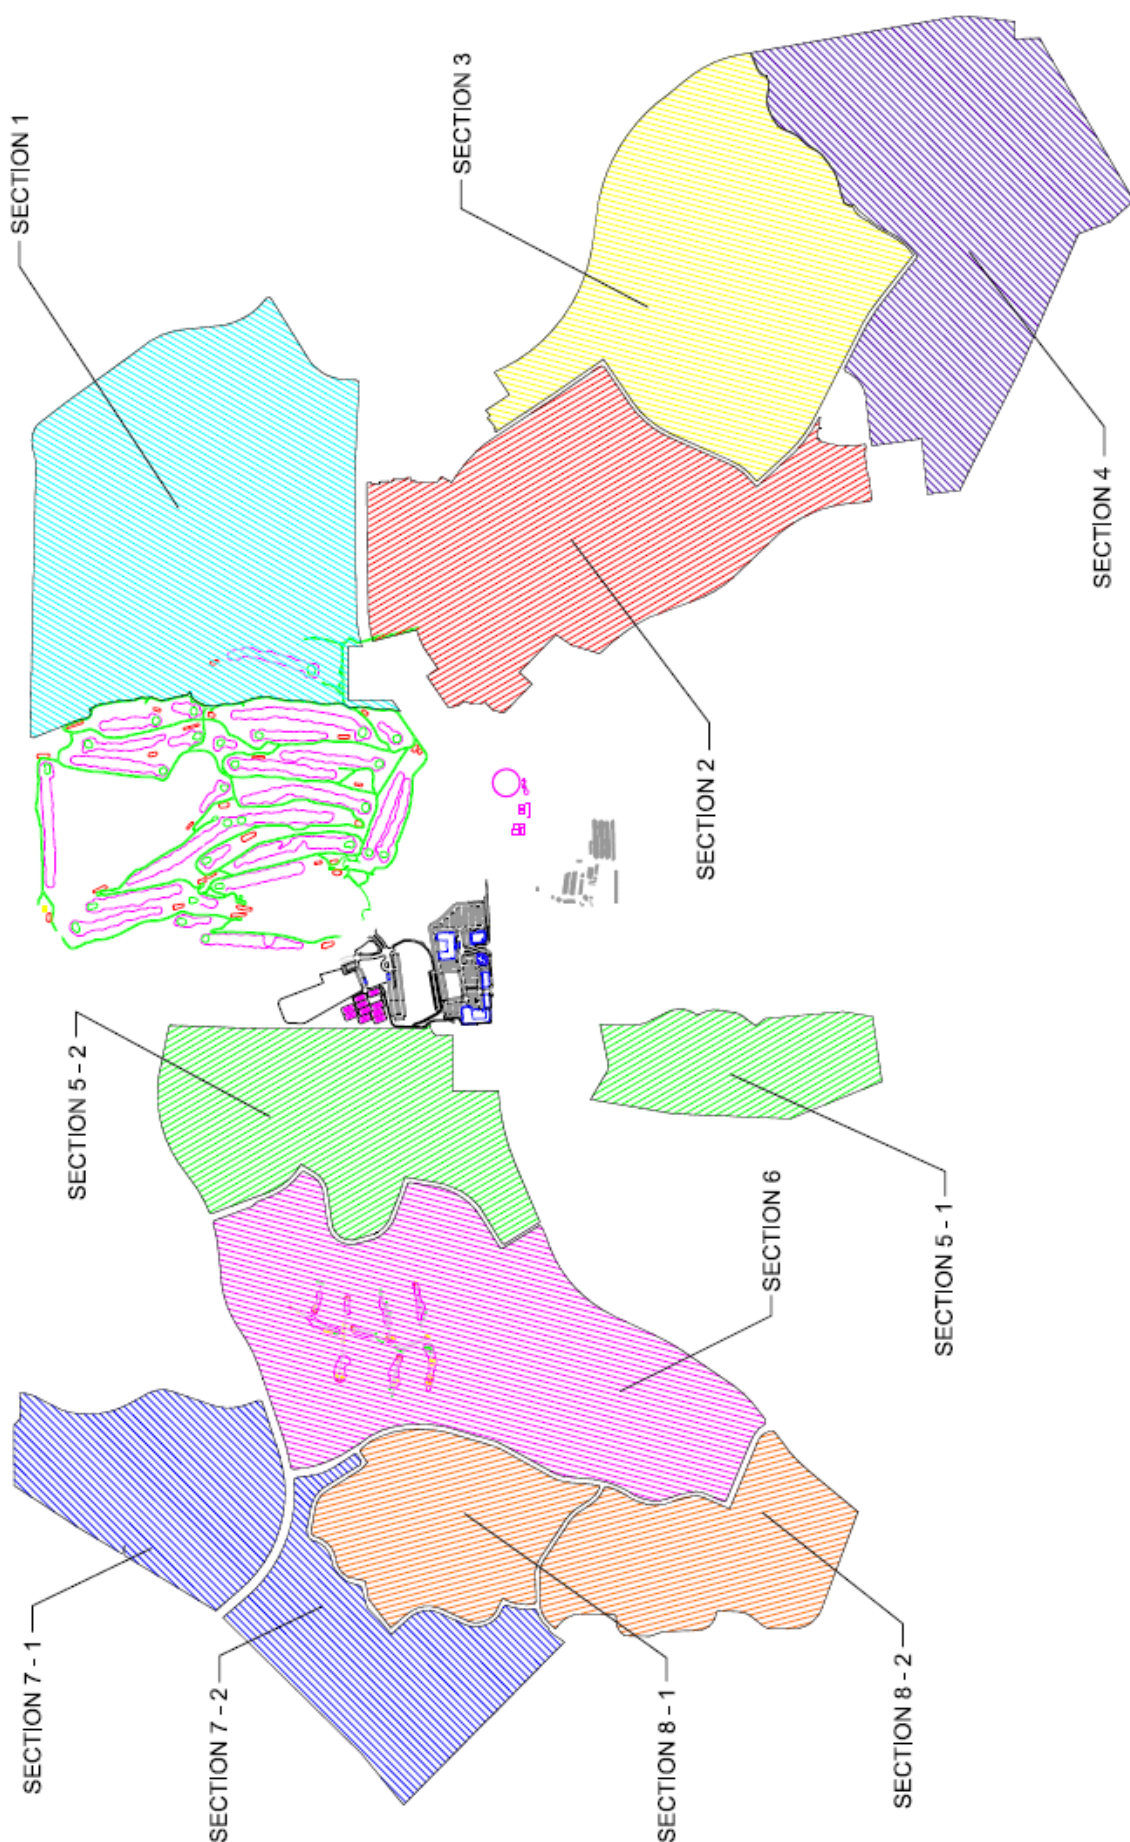 SECTION 1
SECTION 3
SECTION 4
SECTION 2
SECTION 5 - 2
SECTION 5 - 1
SECTION 6
SECTION 7 - 1
SECTION 7 - 2
SECTION 8 - 1
SECTION 8 - 2